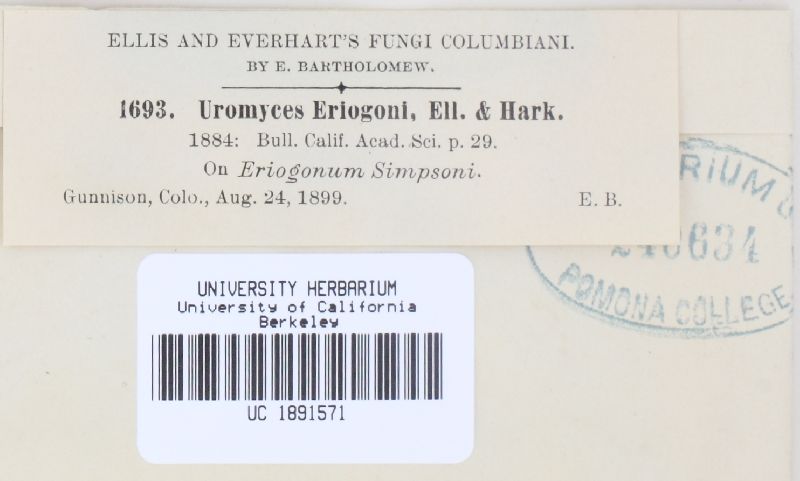 ELLIS AND EVERHART'S FUNGI COLUMBIANI.
BY E. BARTHOLOMEW.
1693. Uromyces Eriogoni, Ell. & Hark.
1884: Bull. Calif. Acad. Sci. p. 29.
On Eriogonum Simpsoni.
Gunnison, Colo., Aug. 24, 1899. E. B.
POMONA COLLEGE
UNIVERSITY HERBARIUM
University of California
Berkeley
UC 1891571